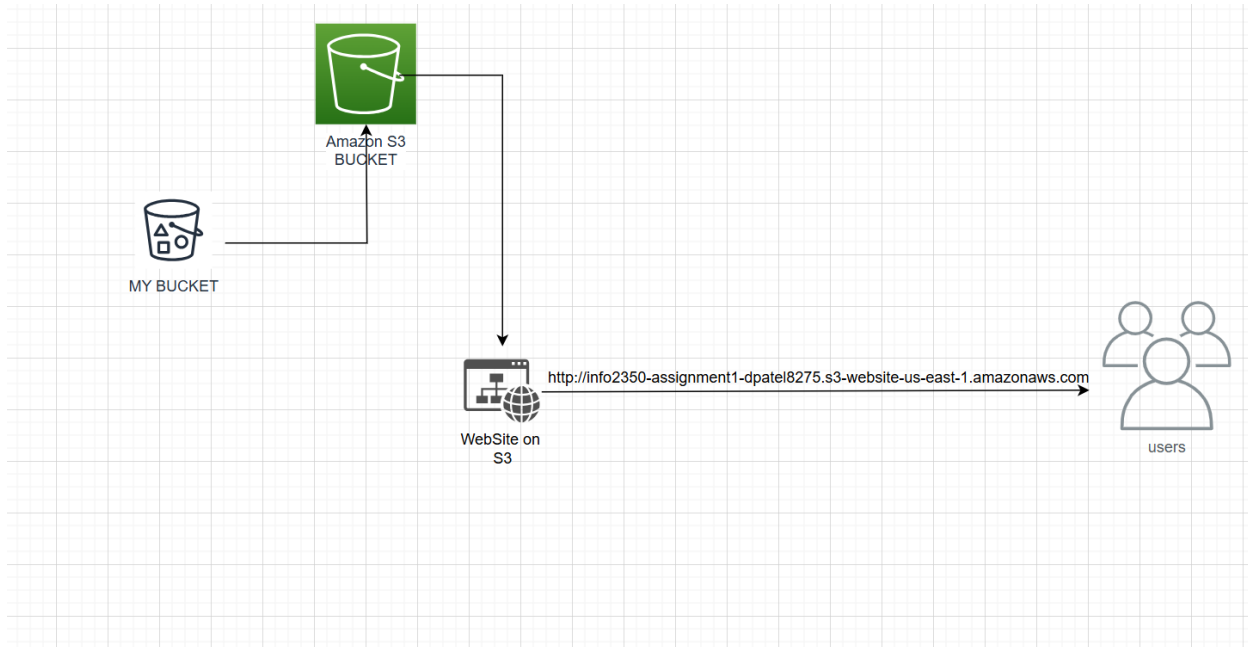 Amazon S3
BUCKET
MY BUCKET
http://info2350-assignment1-dpatel8275.s3-website-us-east-1.amazonaws.com
WebSite on
S3
users